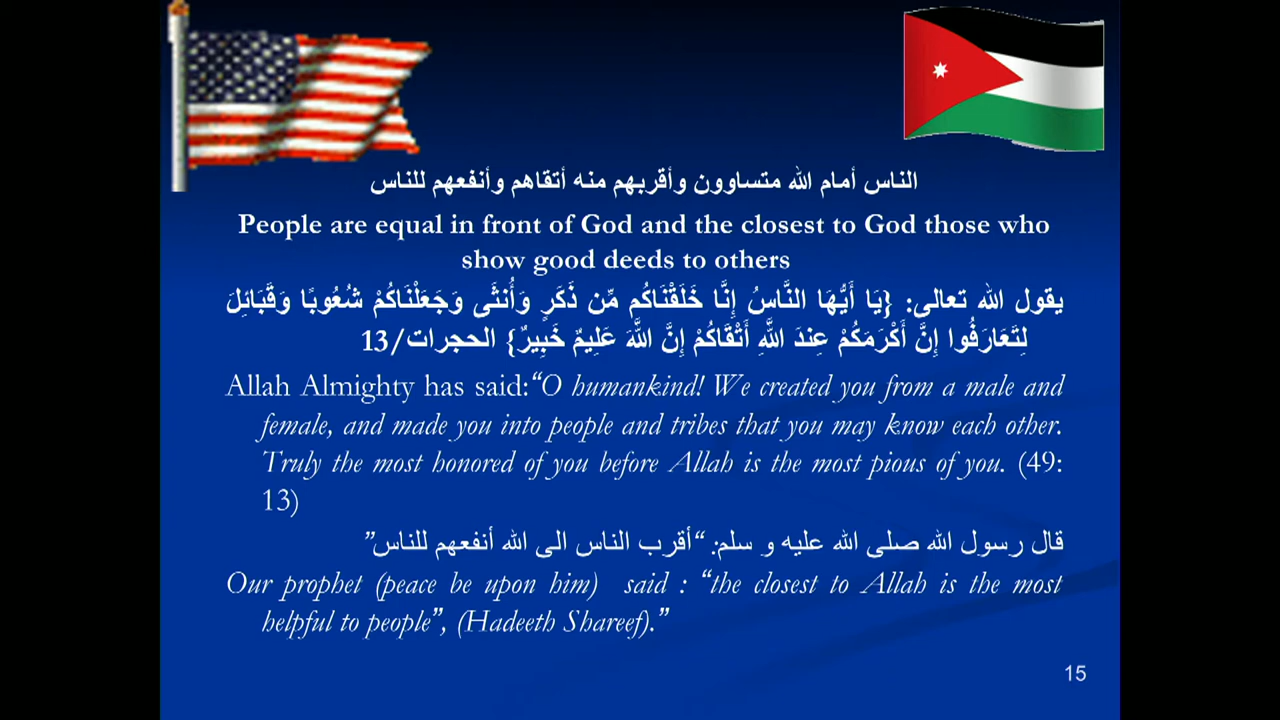 الناس أمام الله متساوون وأقربهم منه أتقاهم وأنفعهم للناس
People are equal in front of God and the closest to God those who
show good deeds to others
يقول الله تعالى: {يَا أَيُّهَا النَّاسُ إِنَّا خَلَقْنَاكُم مِّن ذَكَرٍ وَأُنثَى وَجَعَلْنَاكُمْ شُعُوبًا وَقَبَائِلَ
لِتَعَارَفُوا إِنَّ أَكْرَمَكُمْ عِندَ اللَّهِ أَتْقَاكُمْ إِنَّ اللَّهَ عَلِيمٌ خَبِيرٌ} الحجرات/13
Allah Almighty has said:“O humankind! We created you from a male and
female, and made you into people and tribes that you may know each other.
Truly the most honored of you before Allah is the most pious of you. (49:
13)
قال رسول الله صلى الله عليه و سلم: “أقرب الناس الى الله أنفعهم للناس”
Our prophet (peace be upon him) said : “the closest to Allah is the most
helpful to people”, (Hadeeth Shareef).”
15